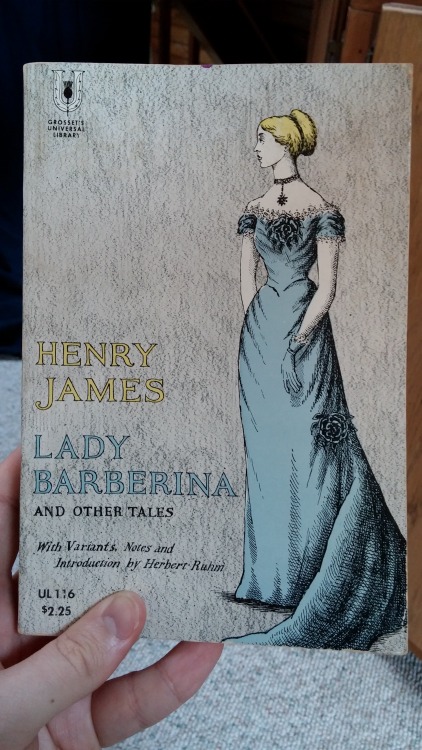 GROSSET'S
UNIVERSAL
LIBRARY
HENRY
JAMES
LADY
BARBERINA
AND OTHER TALES
With Variants, Notes and
Introduction by Herbert Ruhm
UL 116
$2.25